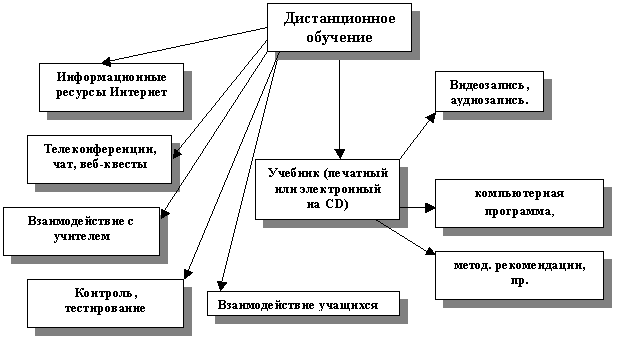 Дистанционное
обучение
Информационные
ресурсы Интернет
Видеозапись,
аудиозапись.
Телеконференции,
чат, веб-квесты
Учебник (печатный
или электронный
на CD)
компьютерная
программа,
Взаимодействие с
учителем
метод. рекомендации,
пр.
Контроль,
тестирование
Взаимодействие учащихся